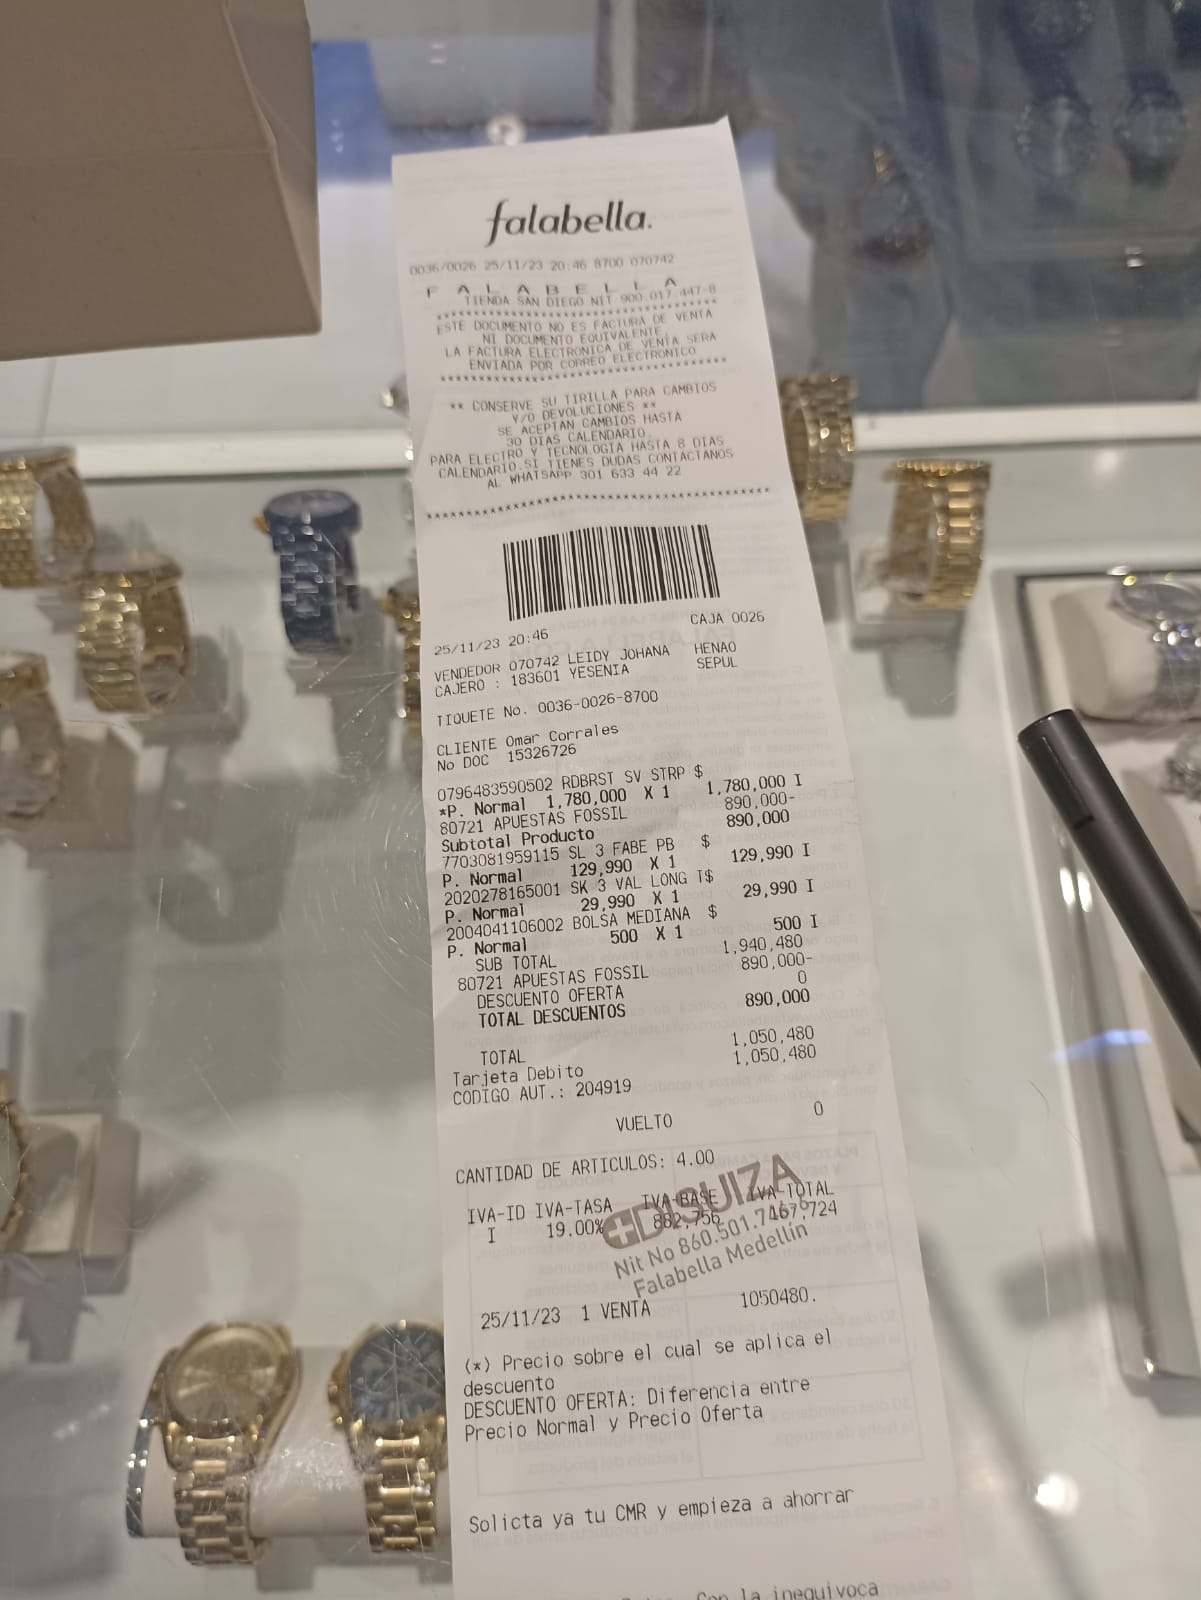 falabella.
0036/0026 25/11/23 20:46 8700 070742
F A L A B E L L A
TIENDA SAN DIEGO NIT 900.017.447-8
ESTE DOCUMENTO NO ES FACTURA DE VENTA
NI DOCUMENTO EQUIVALENTE.
LA FACTURA ELECTRONICA DE VENTA SERA
ENVIADA POR CORREO ELECTRONICO
** CONSERVE SU TIRILLA PARA CAMBIOS
Y/O DEVOLUCIONES **
SE ACEPTAN CAMBIOS HASTA
30 DIAS CALENDARIO.
PARA ELECTRO Y TECNOLOGIA HASTA 8 DIAS
CALENDARIO.SI TIENES DUDAS CONTACTANOS
AL WHATSAPP 301 633 44 22
25/11/23 20:46 CAJA 0026
VENDEDOR 070742 LEIDY JOHANA HENAO
CAJERO : 183601 YESENIA SEPUL
TIQUETE No. 0036-0026-8700
CLIENTE Omar Corrales
No DOC 15326726
0796483590502 RDBRST SV STRP $
*P. Normal 1,780,000 X 1 1,780,000 I
80721 APUESTAS FOSSIL 890,000-
Subtotal Producto 890,000
7703081959115 SL 3 FABE PB $
P. Normal 129,990 X 1 129,990 I
2020278165001 SK 3 VAL LONG T$
P. Normal 29,990 X 1 29,990 I
2004041106002 BOLSA MEDIANA $
P. Normal 500 X 1 500 I
SUB TOTAL 1,940,480
80721 APUESTAS FOSSIL 890,000-
DESCUENTO OFERTA 0
TOTAL DESCUENTOS 890,000
TOTAL 1,050,480
Tarjeta Debito 1,050,480
CODIGO AUT.: 204919
VUELTO 0
CANTIDAD DE ARTICULOS: 4.00
IVA-ID IVA-TASA IVA-BASE IVA-TOTAL
I 19.00% 882,756 167,724
DISUIZA
Nit No 860.501.
Falabella Medellín
25/11/23 1 VENTA 1050480.
(*) Precio sobre el cual se aplica el
descuento
DESCUENTO OFERTA: Diferencia entre
Precio Normal y Precio Oferta
Solicta ya tu CMR y empieza a ahorrar
Con la inequivoca